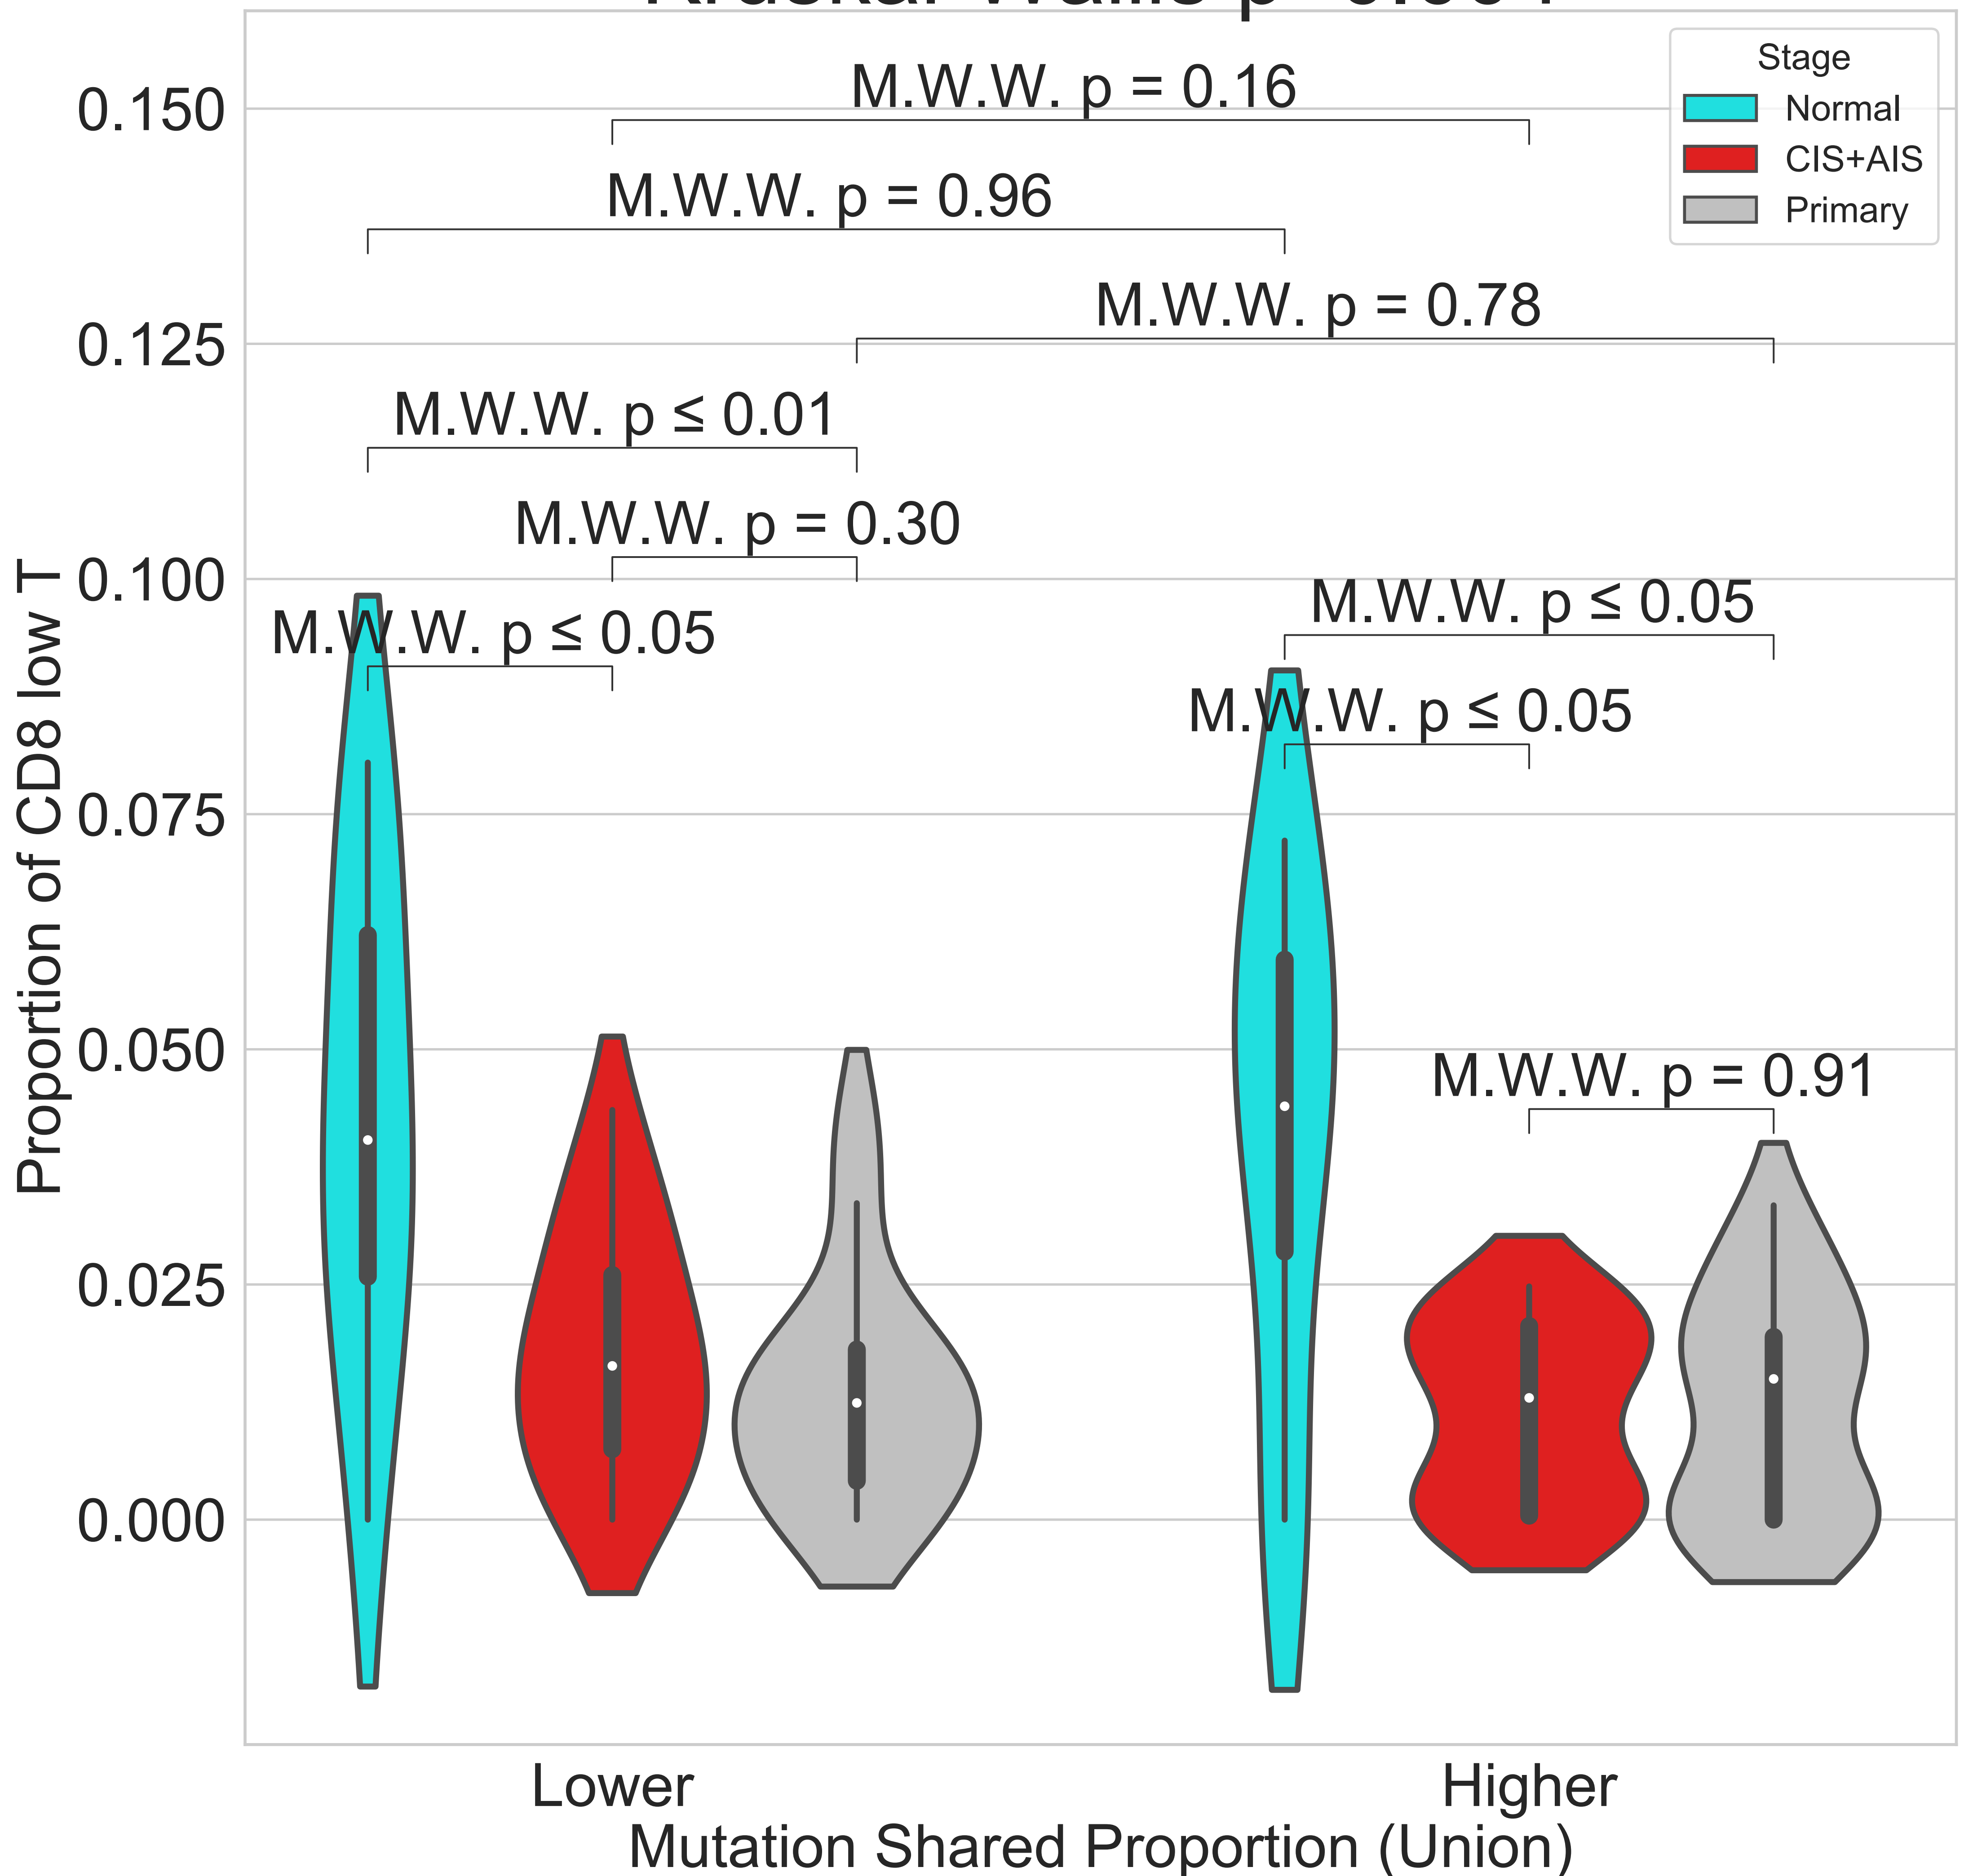 M.W.W. p = 0.16
M.W.W. p = 0.96
M.W.W. p = 0.78
M.W.W. p ≤ 0.01
M.W.W. p = 0.30
M.W.W. p ≤ 0.05
M.W.W. p ≤ 0.05
M.W.W. p ≤ 0.05
M.W.W. p = 0.91
Stage
Normal
CIS+AIS
Primary
0.150
0.125
0.100
0.075
0.050
0.025
0.000
Proportion of CD8 low T
Lower
Higher
Mutation Shared Proportion (Union)